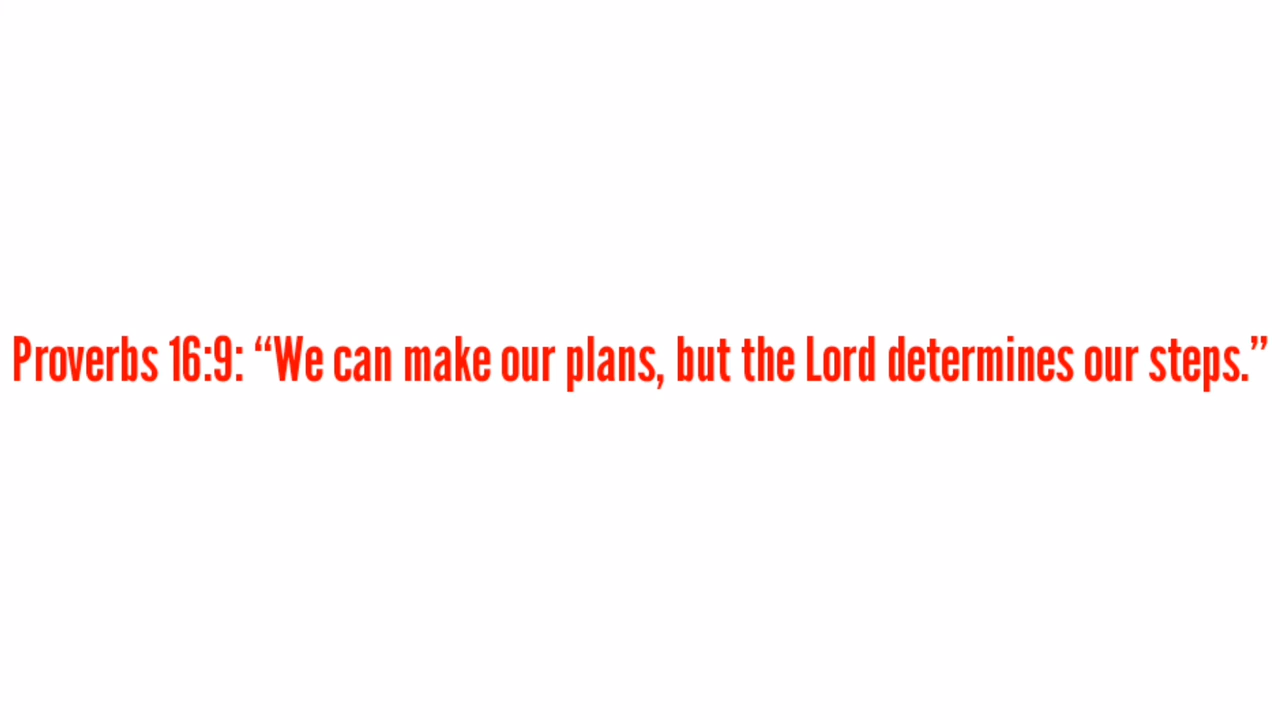 Proverbs 16:9: “We can make our plans, but the Lord determines our steps.”